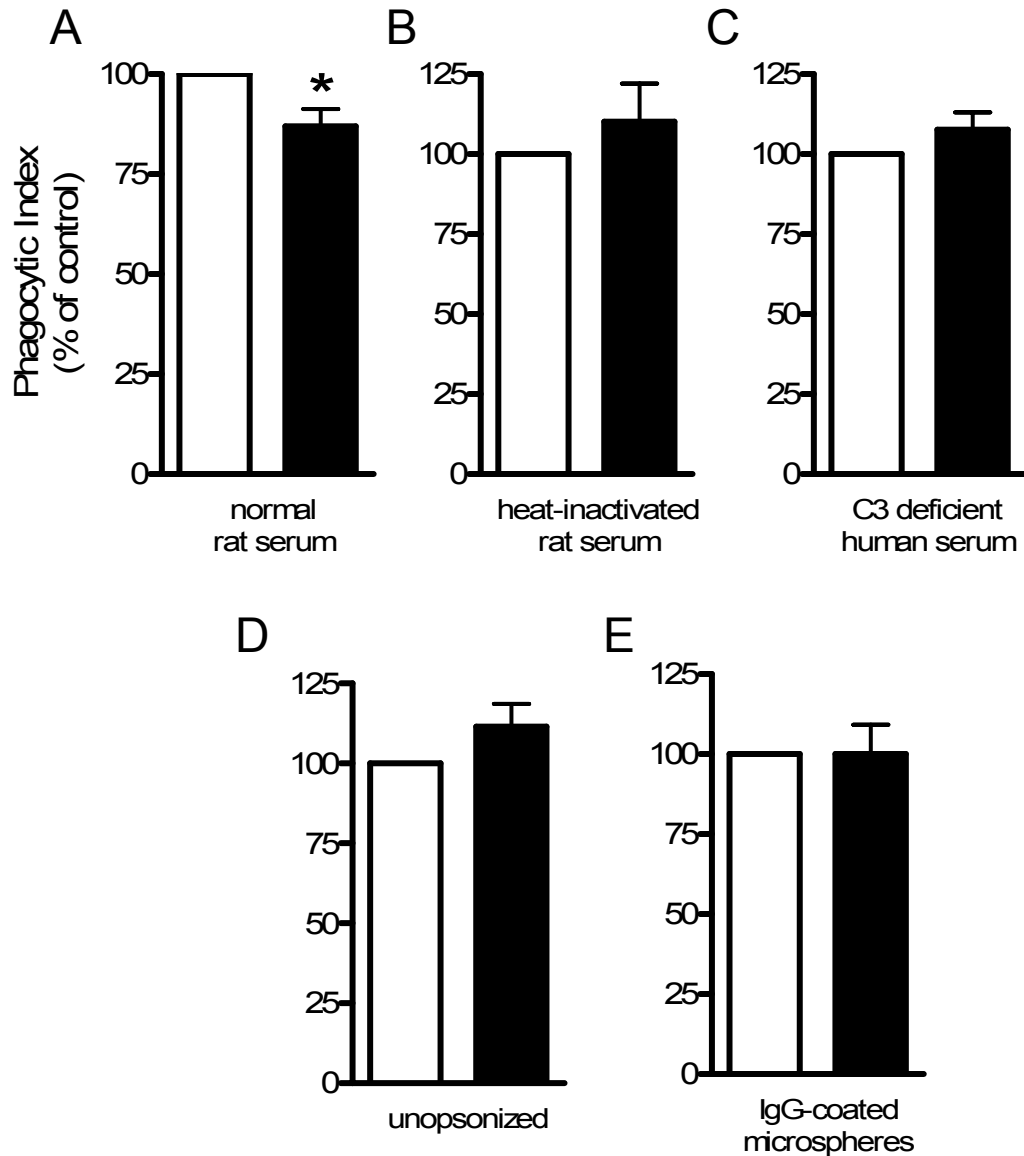 A
B
C
Phagocytic Index
(% of control)
100
75
50
25
0
*
normal
rat serum
125
100
75
50
25
0
heat-inactivated
rat serum
125
100
75
50
25
0
C3 deficient
human serum
D
E
125
100
75
50
25
0
unopsonized
125
100
75
50
25
0
IgG-coated
microspheres